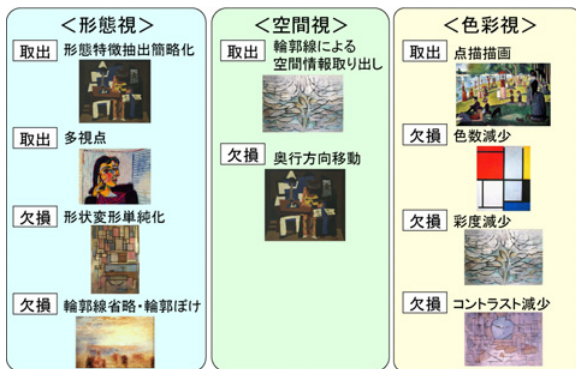 ＜形態視＞
取出 形態特徴抽出簡略化
取出 多視点
欠損 形状変形単純化
欠損 輪郭線省略・輪郭ぼけ
＜空間視＞
取出 輪郭線による
空間情報取り出し
欠損 奥行方向移動
＜色彩視＞
取出 点描描画
欠損 色数減少
欠損 彩度減少
欠損 コントラスト減少